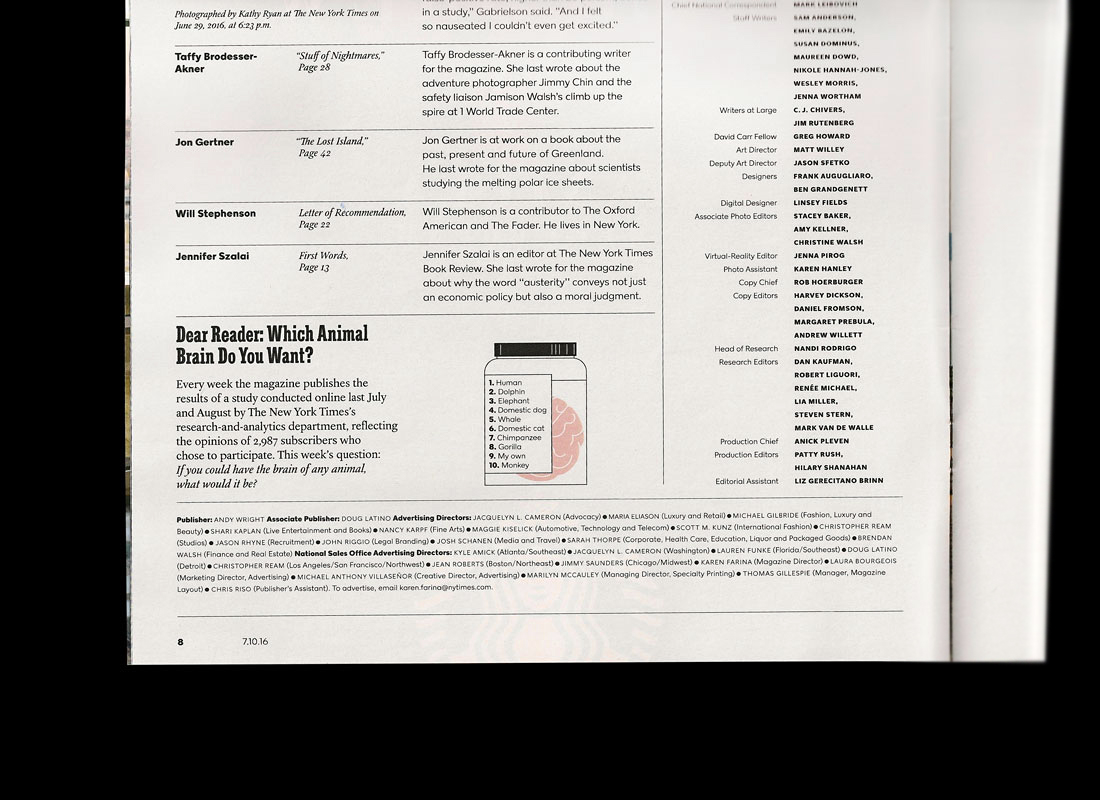 Photographed by Kathy Ryan at The New York Times on
June 29, 2016, at 6:23 p.m.
in a study," Gabrielson said. "And I felt
so nauseated I couldn't even get excited."
Taffy Brodesser-
Akner
"Stuff of Nightmares,"
Page 28
Taffy Brodesser-Akner is a contributing writer
for the magazine. She last wrote about the
adventure photographer Jimmy Chin and the
safety liaison Jamison Walsh's climb up the
spire at 1 World Trade Center.
Jon Gertner
"The Lost Island,"
Page 42
Jon Gertner is at work on a book about the
past, present and future of Greenland.
He last wrote for the magazine about scientists
studying the melting polar ice sheets.
Will Stephenson
Letter of Recommendation,
Page 22
Will Stephenson is a contributor to The Oxford
American and The Fader. He lives in New York.
Jennifer Szalai
First Words,
Page 13
Jennifer Szalai is an editor at The New York Times
Book Review. She last wrote for the magazine
about why the word "austerity" conveys not just
an economic policy but also a moral judgment.
Dear Reader: Which Animal
Brain Do You Want?
Every week the magazine publishes the
results of a study conducted online last July
and August by The New York Times's
research-and-analytics department, reflecting
the opinions of 2,987 subscribers who
chose to participate. This week's question:
If you could have the brain of any animal,
what would it be?
1. Human
2. Dolphin
3. Elephant
4. Domestic dog
5. Whale
6. Domestic cat
7. Chimpanzee
8. Gorilla
9. My own
10. Monkey
Chief National Correspondent MARK LEIBOVICH
Staff Writers SAM ANDERSON,
EMILY BAZELON,
SUSAN DOMINUS,
MAUREEN DOWD,
NIKOLE HANNAH-JONES,
WESLEY MORRIS,
JENNA WORTHAM
Writers at Large C. J. CHIVERS,
JIM RUTENBERG
David Carr Fellow GREG HOWARD
Art Director MATT WILLEY
Deputy Art Director JASON SFETKO
Designers FRANK AUGUGLIARO,
BEN GRANDGENETT
Digital Designer LINSEY FIELDS
Associate Photo Editors STACEY BAKER,
AMY KELLNER,
CHRISTINE WALSH
Virtual-Reality Editor JENNA PIROG
Photo Assistant KAREN HANLEY
Copy Chief ROB HOERBURGER
Copy Editors HARVEY DICKSON,
DANIEL FROMSON,
MARGARET PREBULA,
ANDREW WILLETT
Head of Research NANDI RODRIGO
Research Editors DAN KAUFMAN,
ROBERT LIGUORI,
RENÉE MICHAEL,
LIA MILLER,
STEVEN STERN,
MARK VAN DE WALLE
Production Chief ANICK PLEVEN
Production Editors PATTY RUSH,
HILARY SHANAHAN
Editorial Assistant LIZ GERECITANO BRINN
Publisher: ANDY WRIGHT Associate Publisher: DOUG LATINO Advertising Directors: JACQUELYN L. CAMERON (Advocacy) ● MARIA ELIASON (Luxury and Retail) ● MICHAEL GILBRIDE (Fashion, Luxury and
Beauty) ● SHARI KAPLAN (Live Entertainment and Books) ● NANCY KARPF (Fine Arts) ● MAGGIE KISELICK (Automotive, Technology and Telecom) ● SCOTT M. KUNZ (International Fashion) ● CHRISTOPHER REAM
(Studios) ● JASON RHYNE (Recruitment) ● JOHN RIGGIO (Legal Branding) ● JOSH SCHANEN (Media and Travel) ● SARAH THORPE (Corporate, Health Care, Education, Liquor and Packaged Goods) ● BRENDAN
WALSH (Finance and Real Estate) National Sales Office Advertising Directors: KYLE AMICK (Atlanta/Southeast) ● JACQUELYN L. CAMERON (Washington) ● LAUREN FUNKE (Florida/Southeast) ● DOUG LATINO
(Detroit) ● CHRISTOPHER REAM (Los Angeles/San Francisco/Northwest) ● JEAN ROBERTS (Boston/Northeast) ● JIMMY SAUNDERS (Chicago/Midwest) ● KAREN FARINA (Magazine Director) ● LAURA BOURGEOIS
(Marketing Director, Advertising) ● MICHAEL ANTHONY VILLASEÑOR (Creative Director, Advertising) ● MARILYN MCCAULEY (Managing Director, Specialty Printing) ● THOMAS GILLESPIE (Manager, Magazine
Layout) ● CHRIS RISO (Publisher's Assistant). To advertise, email karen.farina@nytimes.com.
8
7.10.16